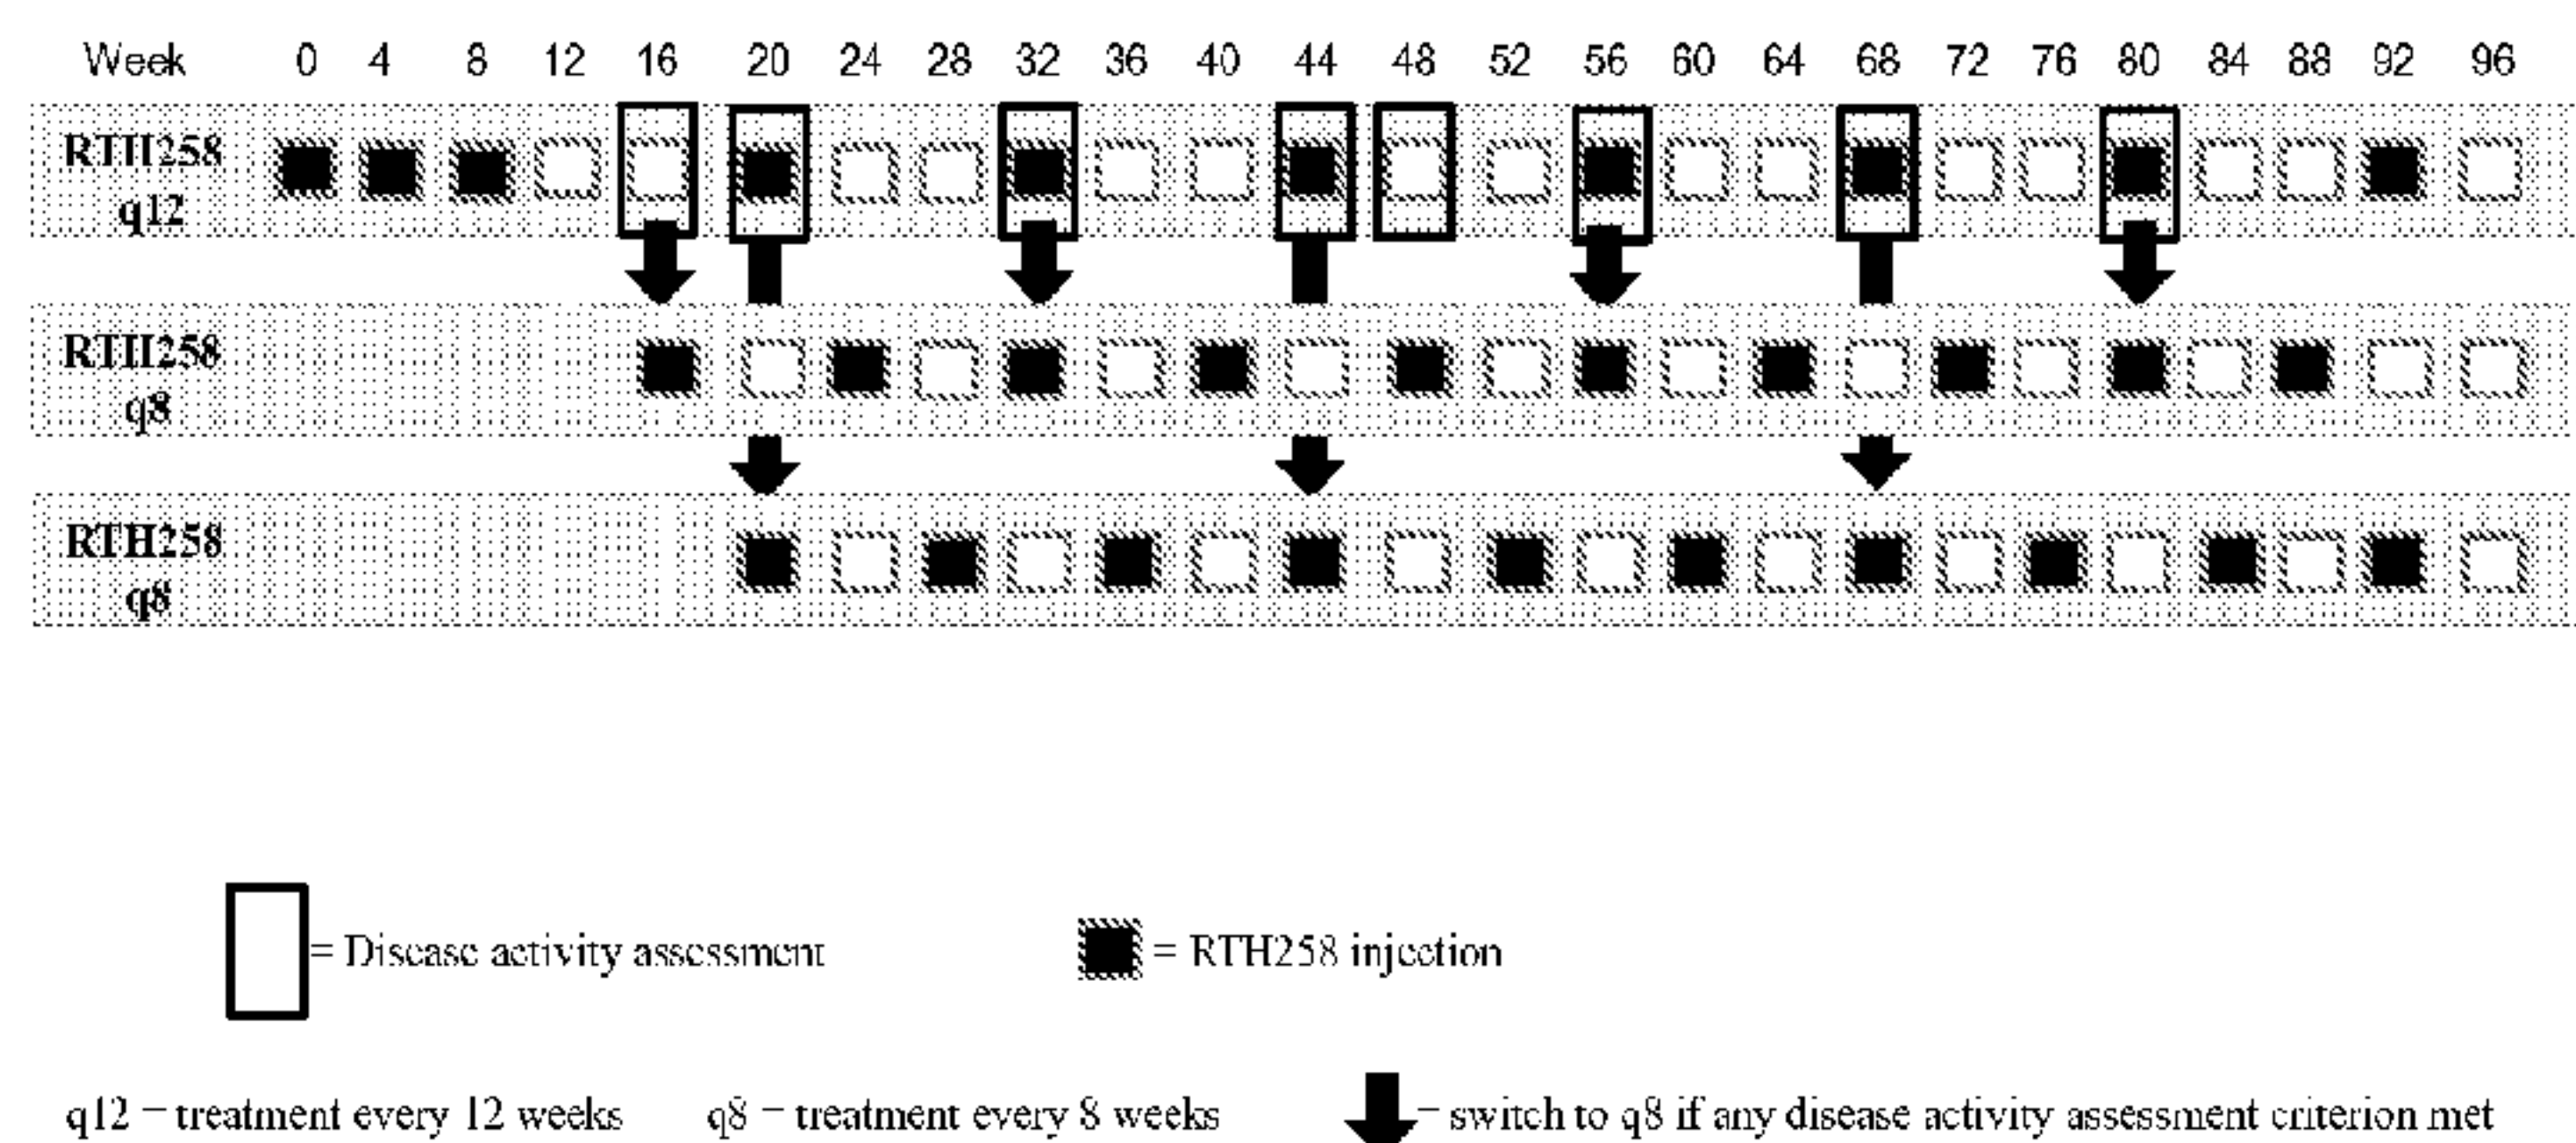 Week 0 4 8 12 16 20 24 28 32 36 40 44 48 52 56 60 64 68 72 76 80 84 88 92 96
RTH258
q12
RTH258
q8
RTH258
q8
= Disease activity assessment
= RTH258 injection
q12 = treatment every 12 weeks
q8 = treatment every 8 weeks
= switch to q8 if any disease activity assessment criterion met